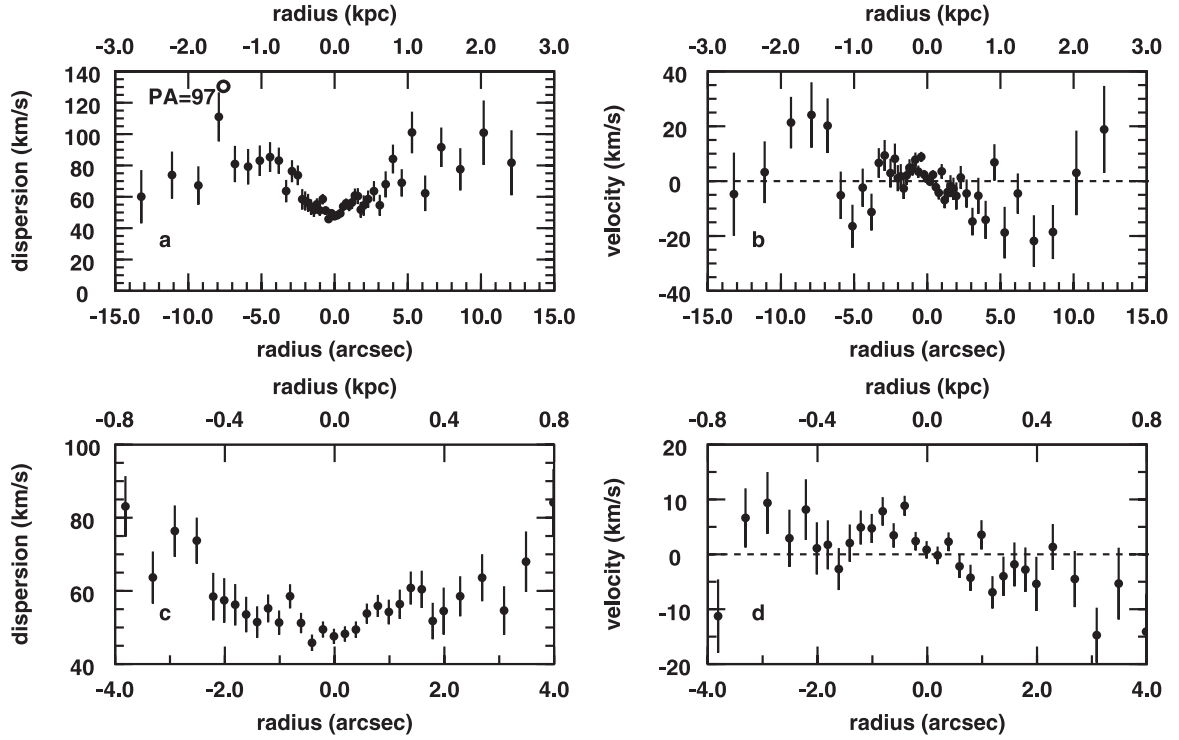 radius (kpc)
-3.0 -2.0 -1.0 0.0 1.0 2.0 3.0
140
120
100
80
60
40
20
0
dispersion (km/s)
PA=97
a
-15.0 -10.0 -5.0 0.0 5.0 10.0 15.0
radius (arcsec)
radius (kpc)
-3.0 -2.0 -1.0 0.0 1.0 2.0 3.0
40
20
0
-20
-40
velocity (km/s)
b
-15.0 -10.0 -5.0 0.0 5.0 10.0 15.0
radius (arcsec)
radius (kpc)
-0.8 -0.4 0.0 0.4 0.8
100
80
60
40
dispersion (km/s)
c
-4.0 -2.0 0.0 2.0 4.0
radius (arcsec)
radius (kpc)
-0.8 -0.4 0.0 0.4 0.8
20
10
0
-10
-20
velocity (km/s)
d
-4.0 -2.0 0.0 2.0 4.0
radius (arcsec)